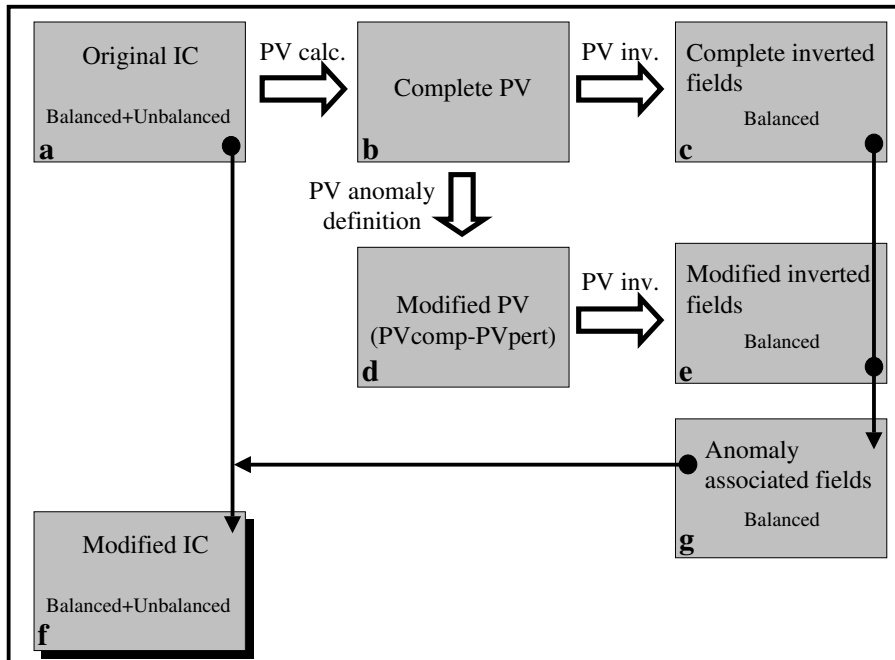 Original IC
Balanced+Unbalanced
a
PV calc.
Complete PV
b
PV inv.
Complete inverted
fields
Balanced
c
PV anomaly
definition
Modified PV
(PVcomp-PVpert)
d
PV inv.
Modified inverted
fields
Balanced
e
Anomaly
associated fields
Balanced
g
Modified IC
Balanced+Unbalanced
f